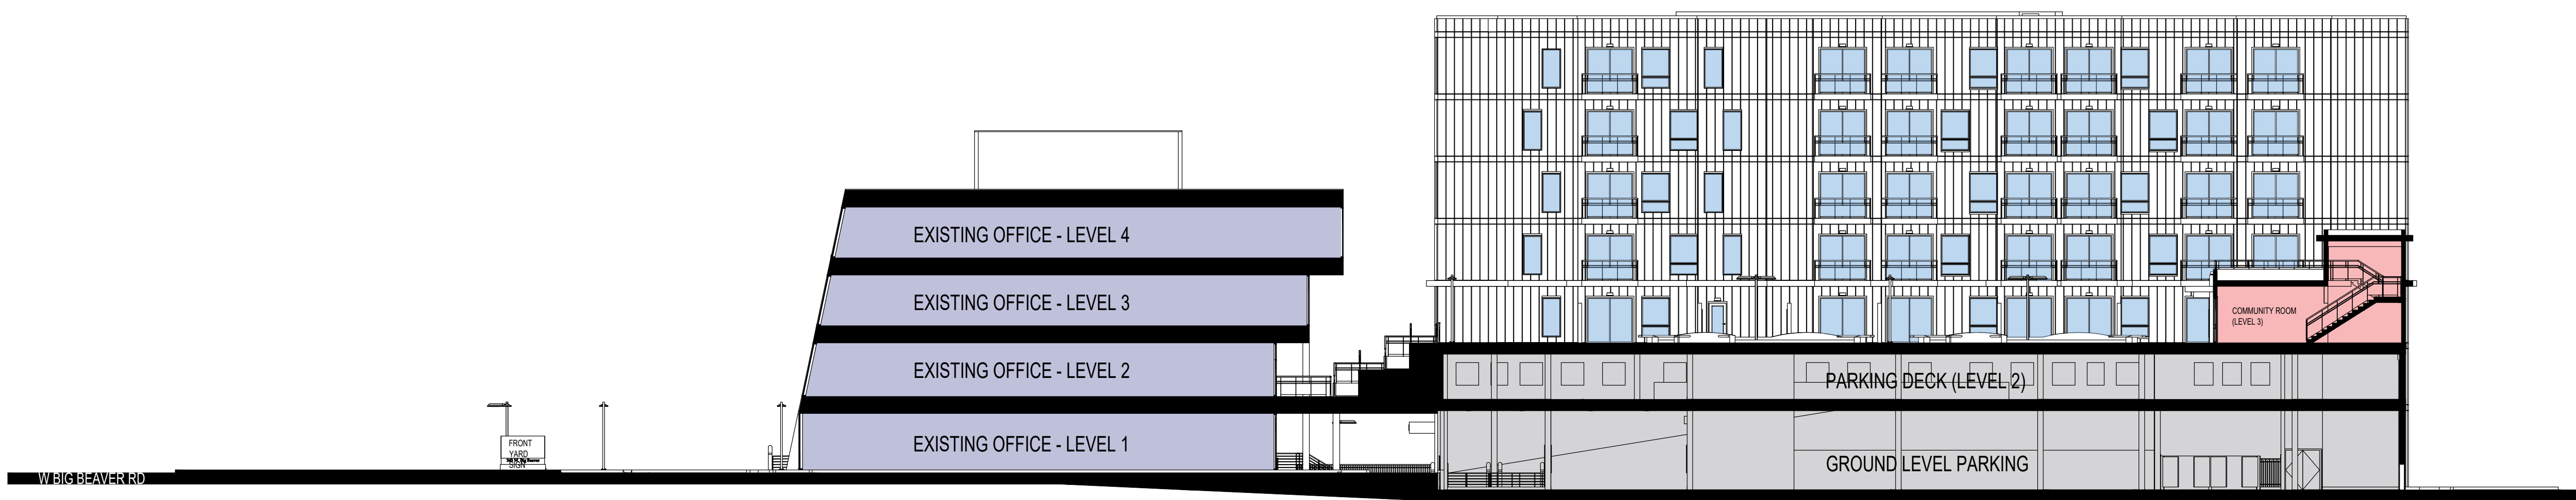 EXISTING OFFICE - LEVEL 4
EXISTING OFFICE - LEVEL 3
EXISTING OFFICE - LEVEL 2
EXISTING OFFICE - LEVEL 1
COMMUNITY ROOM
(LEVEL 3)
PARKING DECK (LEVEL 2)
GROUND LEVEL PARKING
FRONT
YARD
SIGN
W BIG BEAVER RD